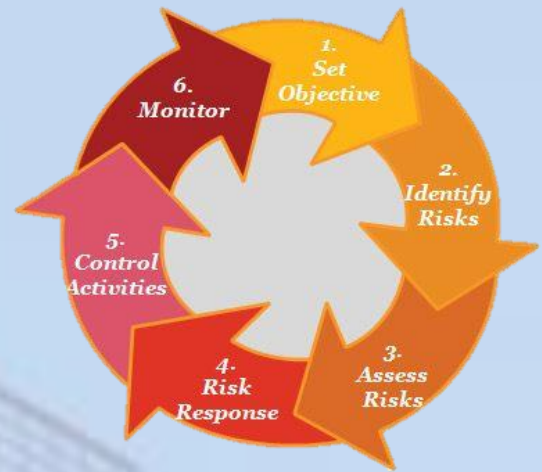 1.
Set
Objective
2.
Identify
Risks
3.
Assess
Risks
4.
Risk
Response
5.
Control
Activities
6.
Monitor